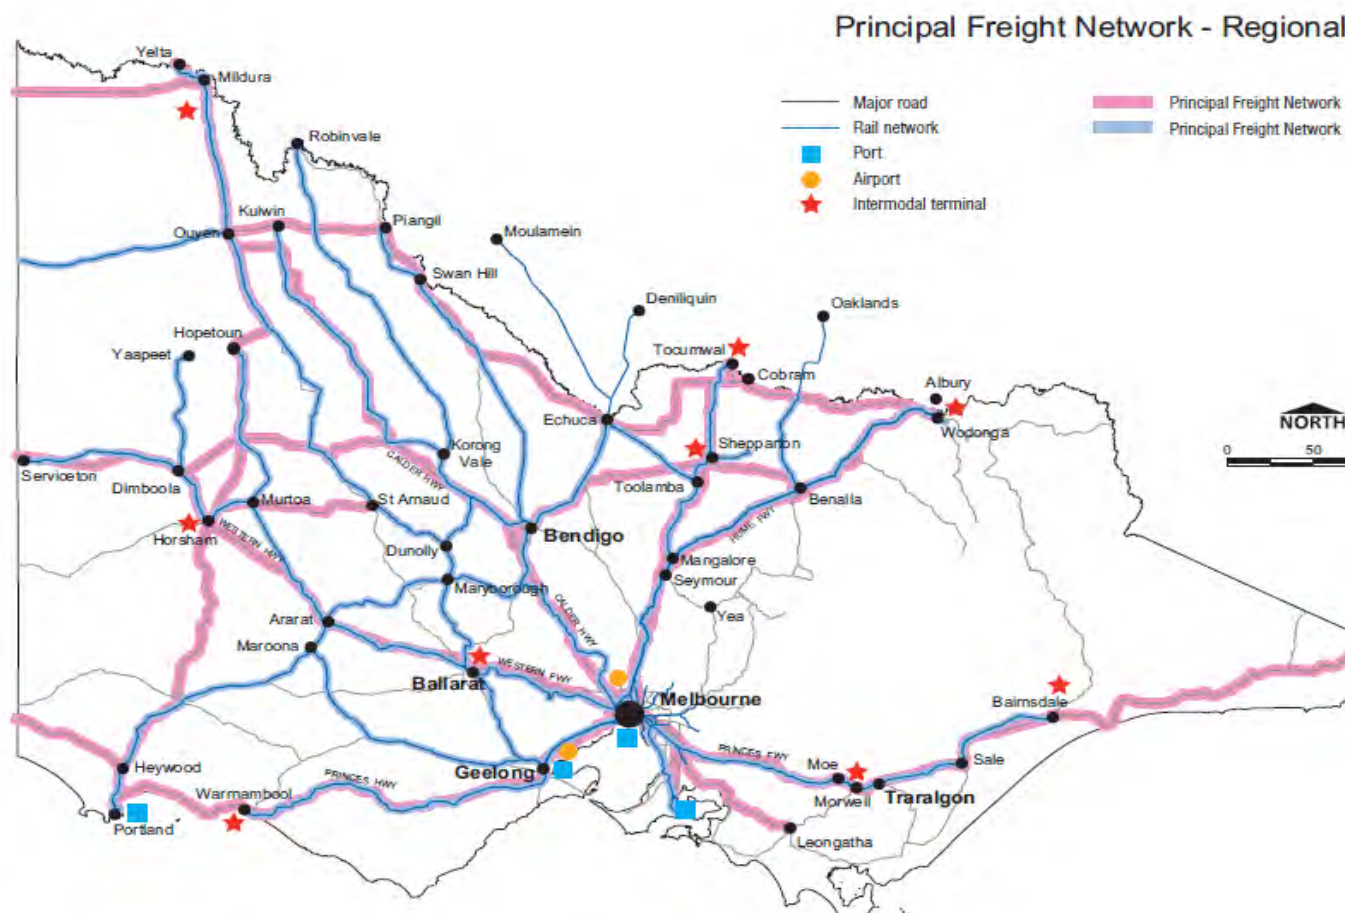 Principal Freight Network - Regional
Major road
Rail network
Port
Airport
Intermodal terminal
Principal Freight Network
Principal Freight Network
Yelta
Mildura
Robinvale
Kulwin
Ouyen
Piangil
Moulamein
Swan Hill
Deniliquin
Oaklands
Hopetoun
Yaapeet
Tocumwal
Cobram
Albury
Wodonga
Echuca
NORTH
0 50
Korong
Vale
CALDER HWY
Shepparton
Serviceton
Dimboola
Murtoa
St Arnaud
Toolamba
Benalla
Horsham
WESTERN HWY
Bendigo
HUME FWY
Dunolly
Mangalore
Seymour
Maryborough
CALDER HWY
Yea
Ararat
Maroona
WESTERN FWY
Ballarat
Melbourne
Bairnsdale
PRINCES FWY
Heywood
Geelong
Moe
Sale
Warrnambool
PRINCES HWY
Morwell
Traralgon
Portland
Leongatha